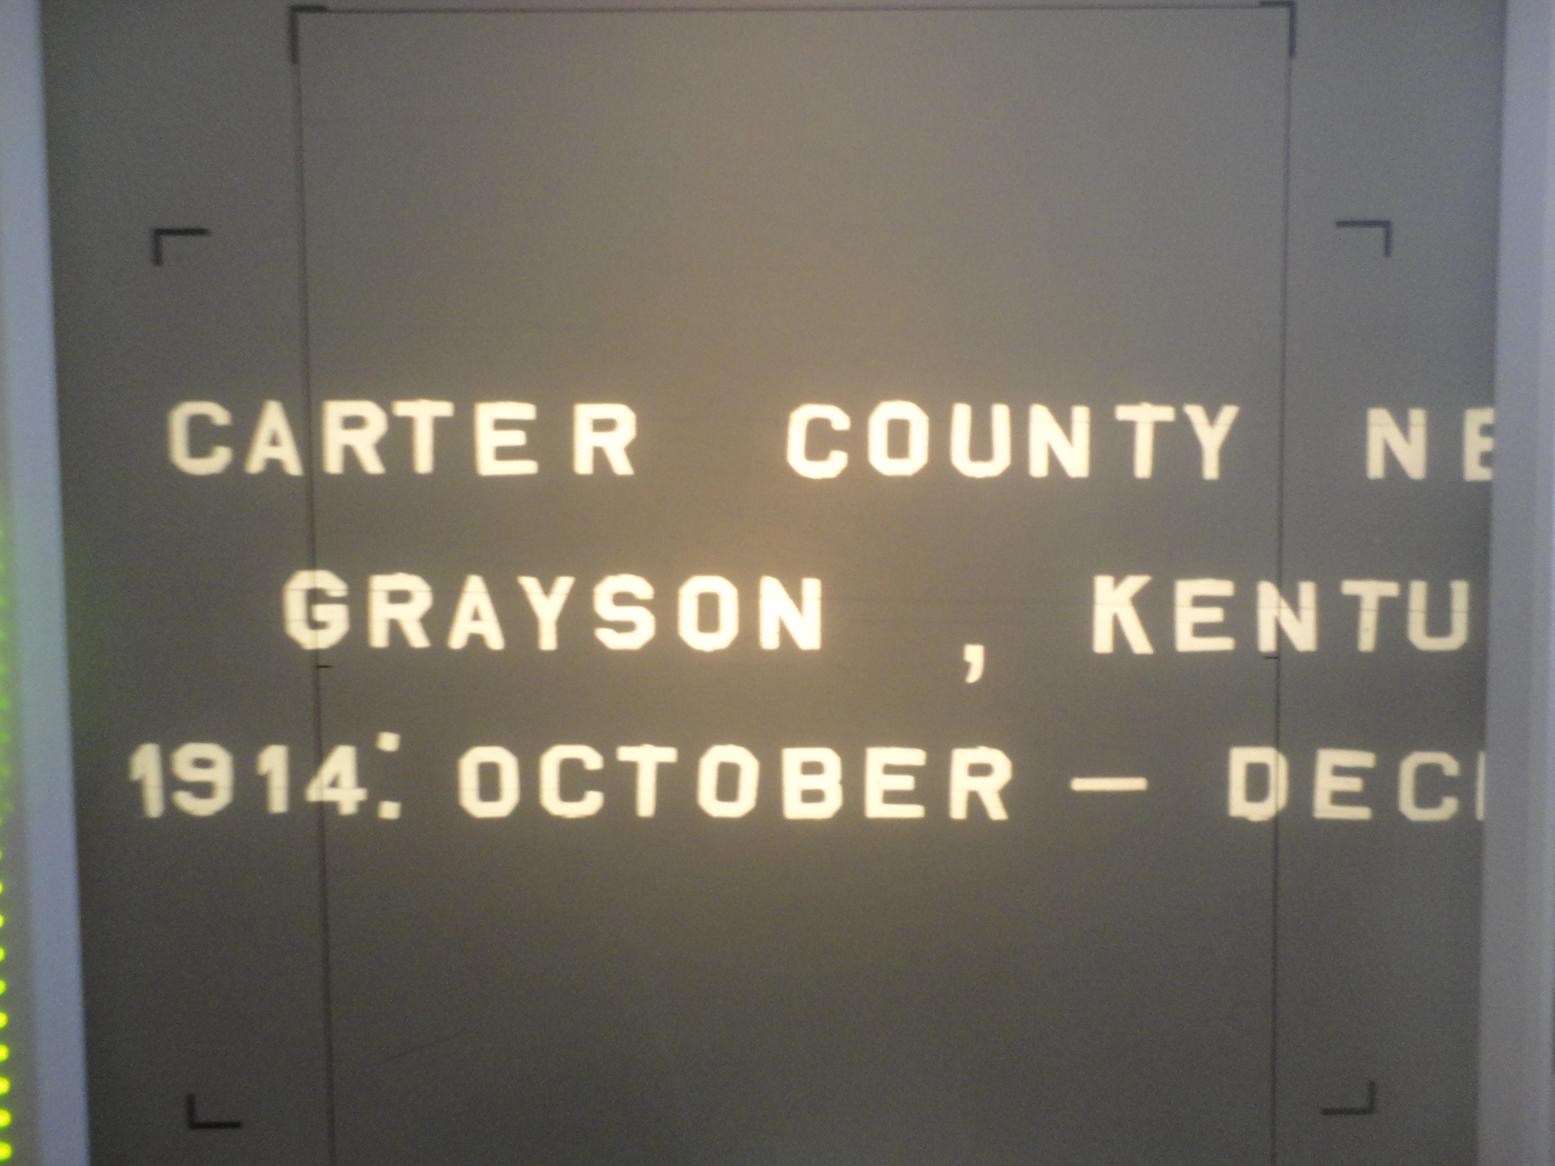 CARTER COUNTY NE
GRAYSON , KENTU
1914: OCTOBER — DEC